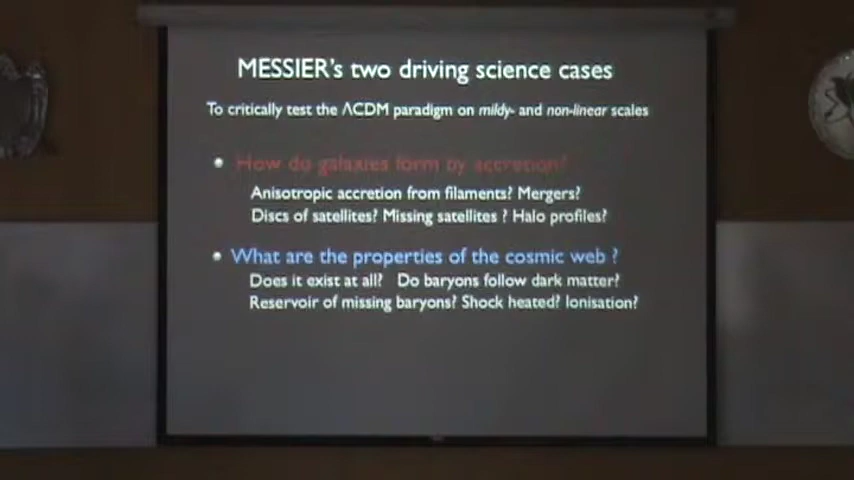 MESSIER's two driving science cases
To critically test the ΛCDM paradigm on mildy- and non-linear scales
• How do galaxies form by accretion?
Anisotropic accretion from filaments? Mergers?
Discs of satellites? Missing satellites ? Halo profiles?
• What are the properties of the cosmic web ?
Does it exist at all? Do baryons follow dark matter?
Reservoir of missing baryons? Shock heated? Ionisation?